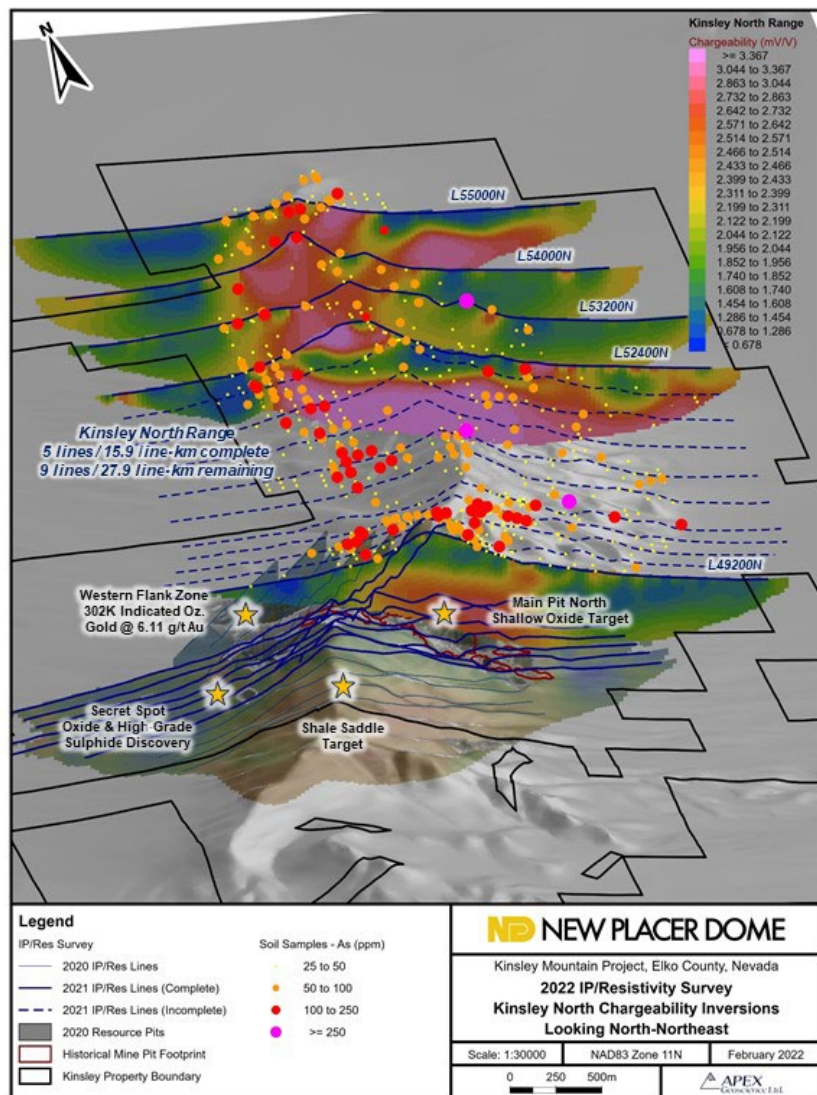 N
Kinsley North Range
Chargeability (mV/V)
>= 3.367
3.044 to 3.367
2.863 to 3.044
2.732 to 2.863
2.642 to 2.732
2.571 to 2.642
2.514 to 2.571
2.466 to 2.514
2.433 to 2.466
2.399 to 2.433
2.311 to 2.399
2.199 to 2.311
2.122 to 2.199
2.044 to 2.122
1.956 to 2.044
1.852 to 1.956
1.740 to 1.852
1.608 to 1.740
1.454 to 1.608
1.286 to 1.454
0.678 to 1.286
< 0.678
L55000N
L54000N
L53200N
L52400N
Kinsley North Range
5 lines / 15.9 line-km complete
9 lines / 27.9 line-km remaining
L49200N
Western Flank Zone
302K Indicated Oz.
Gold @ 6.11 g/t Au
Main Pit North
Shallow Oxide Target
Secret Spot
Oxide & High Grade
Sulphide Discovery
Shale Saddle
Target
Legend
IP/Res Survey
2020 IP/Res Lines
2021 IP/Res Lines (Complete)
2021 IP/Res Lines (Incomplete)
2020 Resource Pits
Historical Mine Pit Footprint
Kinsley Property Boundary
Soil Samples - As (ppm)
25 to 50
50 to 100
100 to 250
>= 250
NEW PLACER DOME
Kinsley Mountain Project, Elko County, Nevada
2022 IP/Resistivity Survey
Kinsley North Chargeability Inversions
Looking North-Northeast
Scale: 1:30000 NAD83 Zone 11N February 2022
0 250 500m
APEX
Geoscience Ltd.